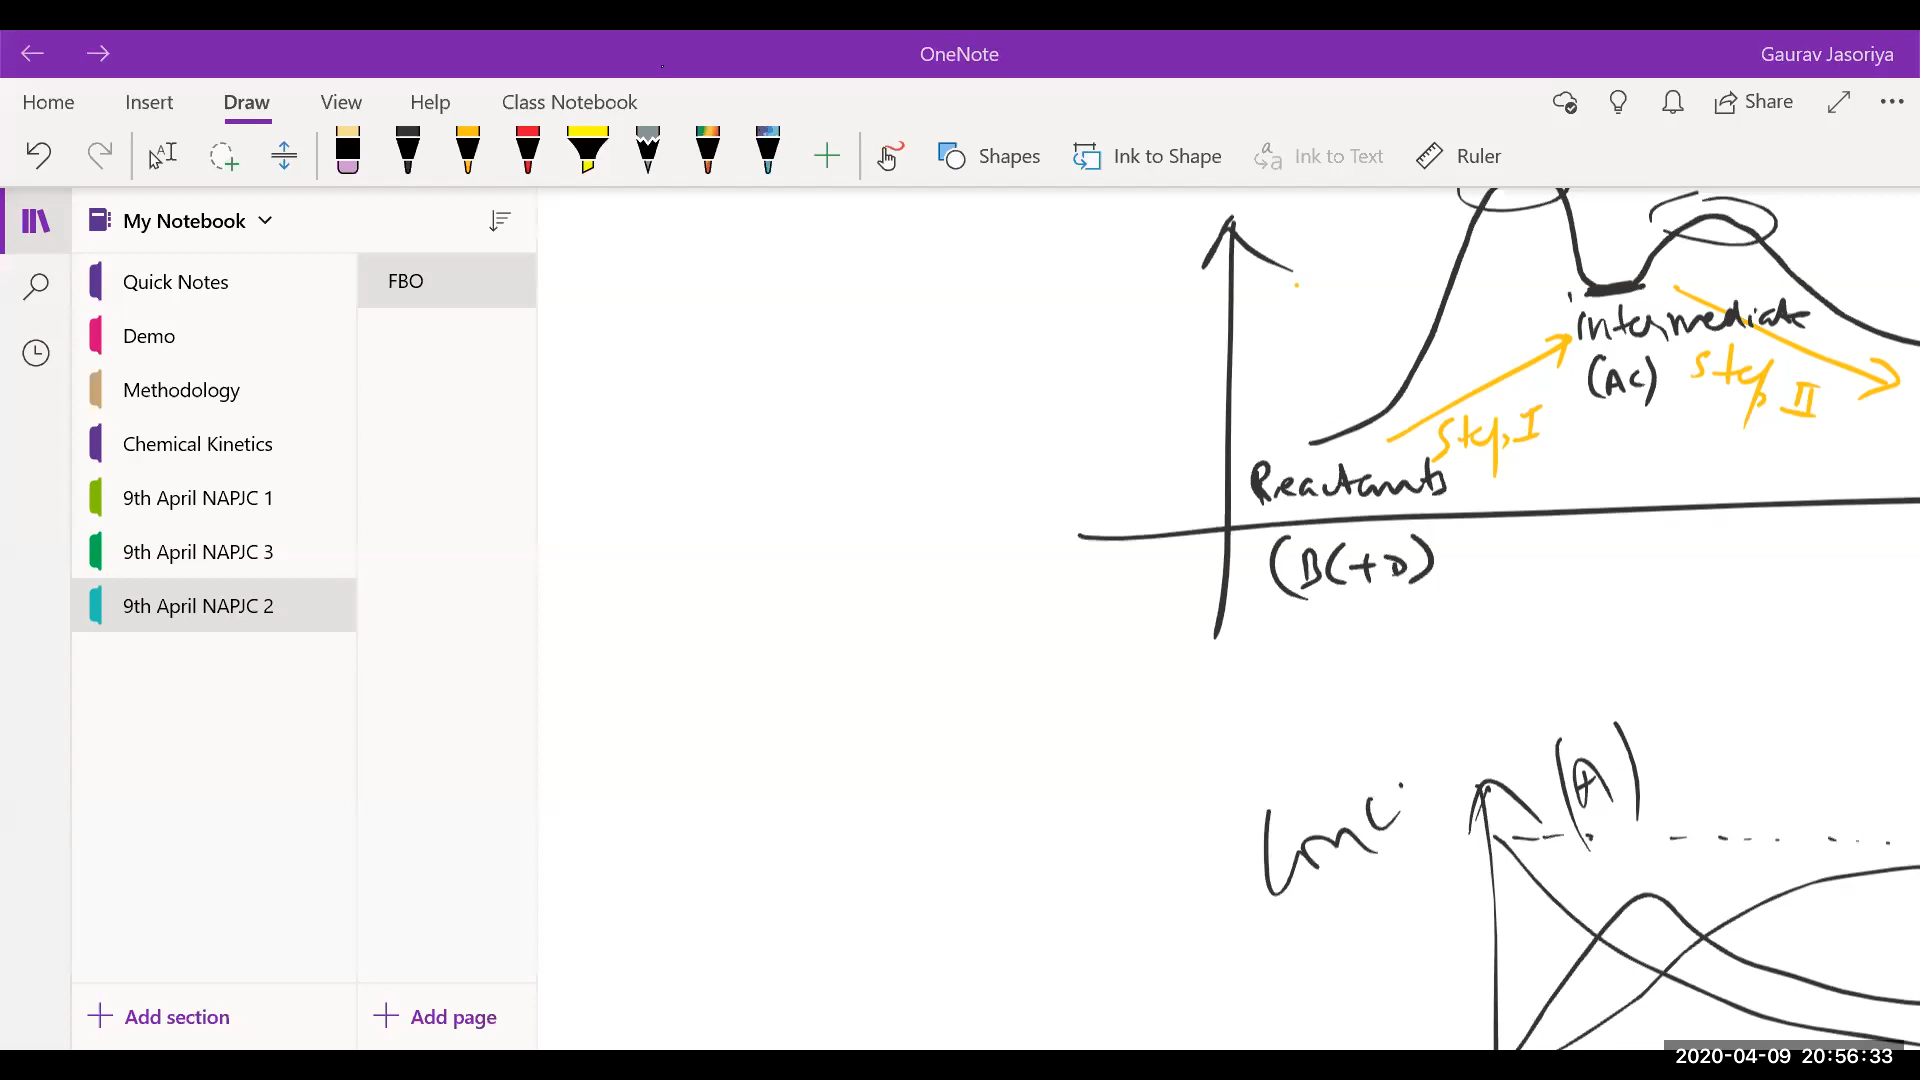 OneNote
Gaurav Jasoriya
Home Insert Draw View Help Class Notebook
Share
Shapes Ink to Shape Ink to Text Ruler
My Notebook
Quick Notes
FBO
Demo
Methodology
Chemical Kinetics
9th April NAPJC 1
9th April NAPJC 3
9th April NAPJC 2
Add section
Add page
intermediate
(AC)
Step II
Step I
Reactants
(A)
2020-04-09 20:56:33